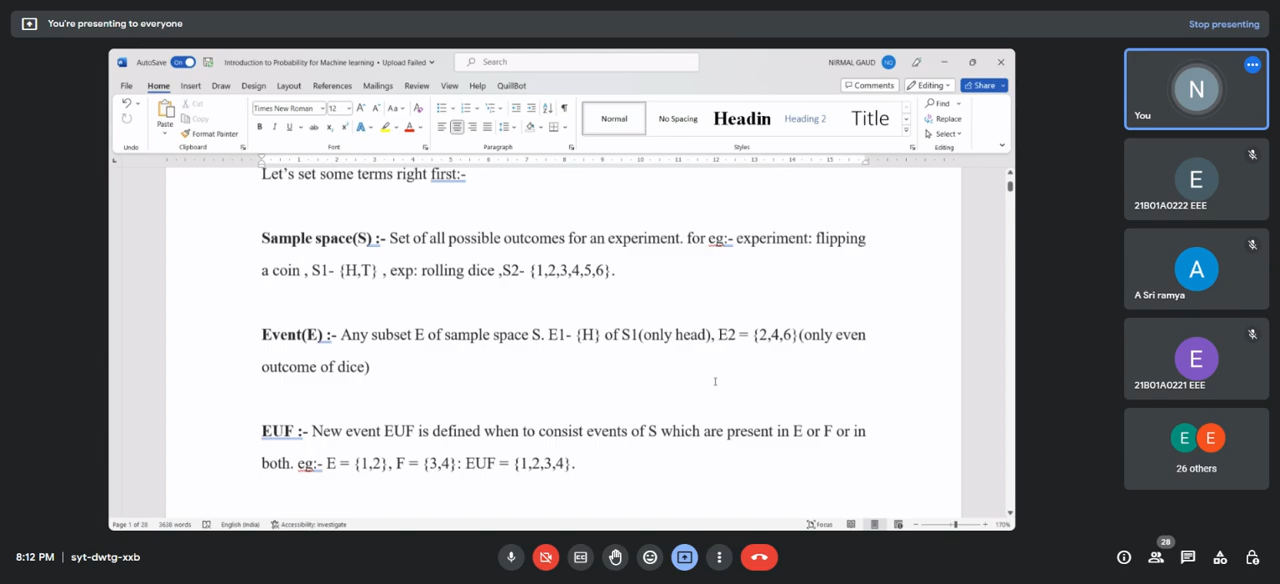 You're presenting to everyone
Stop presenting
AutoSave On
Introduction to Probability for Machine learning • Upload Failed
Search
NIRMAL GAUD NG
File Home Insert Draw Design Layout References Mailings Review View Help QuillBot
Comments Editing Share
Paste Cut Copy Format Painter
Times New Roman 12
Normal No Spacing Headin Heading 2 Title
Find Replace Select
Undo Clipboard Font Paragraph Styles Editing
Let's set some terms right first:-
Sample space(S) :- Set of all possible outcomes for an experiment. for eg:- experiment: flipping
a coin , S1- {H,T} , exp: rolling dice ,S2- {1,2,3,4,5,6}.
Event(E) :- Any subset E of sample space S. E1- {H} of S1(only head), E2 = {2,4,6}(only even
outcome of dice)
EUF :- New event EUF is defined when to consist events of S which are present in E or F or in
both. eg:- E = {1,2}, F = {3,4}: EUF = {1,2,3,4}.
Page 1 of 28 3638 words English (India) Accessibility: Investigate Focus 170%
N
You
E
21B01A0222 EEE
A
A Sri ramya
E
21B01A0221 EEE
E E
26 others
8:12 PM | syt-dwtg-xxb
28